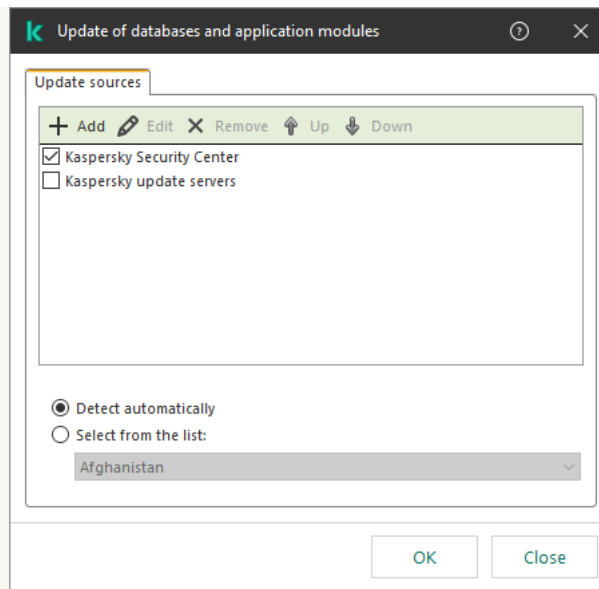 Update of databases and application modules
Update sources
Add Edit Remove Up Down
Kaspersky Security Center
Kaspersky update servers
Detect automatically
Select from the list:
Afghanistan
OK Close